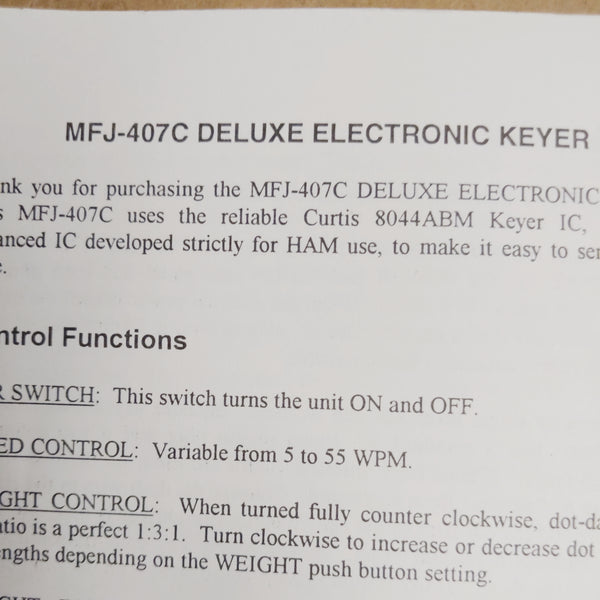 MFJ-407C DELUXE ELECTRONIC KEYER
nk you for purchasing the MFJ-407C DELUXE ELECTRONIC
s MFJ-407C uses the reliable Curtis 8044ABM Keyer IC,
anced IC developed strictly for HAM use, to make it easy to sen
e.
ntrol Functions
R SWITCH: This switch turns the unit ON and OFF.
ED CONTROL: Variable from 5 to 55 WPM.
IGHT CONTROL: When turned fully counter clockwise, dot-da
atio is a perfect 1:3:1. Turn clockwise to increase or decrease dot
engths depending on the WEIGHT push button setting.